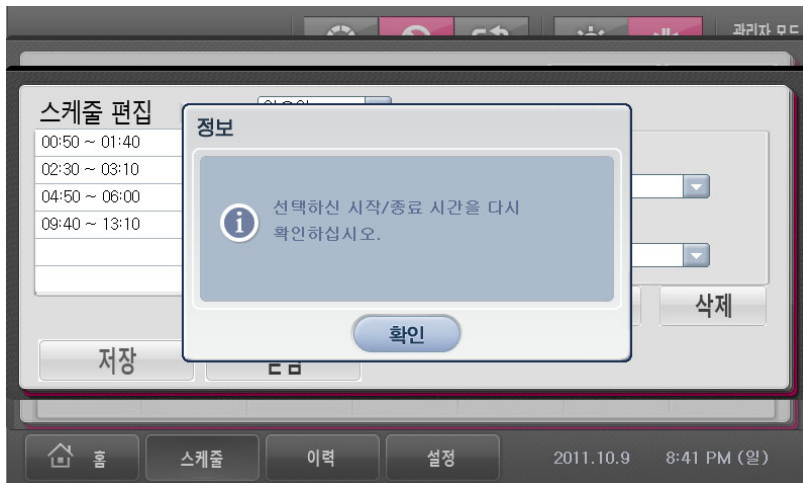 관리자 모드
스케줄 편집
정보
00:50 ~ 01:40
02:30 ~ 03:10
04:50 ~ 06:00
09:40 ~ 13:10
선택하신 시작/종료 시간을 다시
확인하십시오.
확인
삭제
저장
홈
스케줄
이력
설정
2011.10.9
8:41 PM (일)